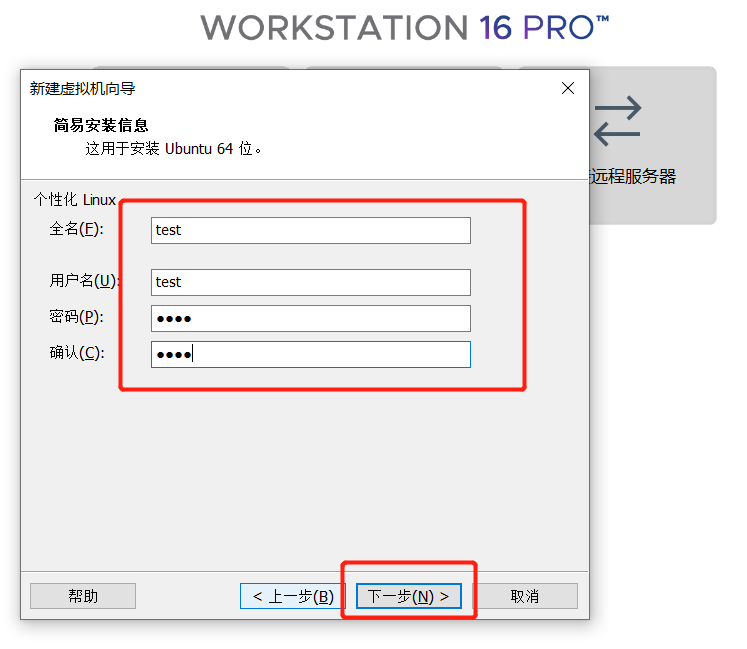 WORKSTATION 16 PRO™
新建虚拟机向导
简易安装信息
这用于安装 Ubuntu 64 位。
远程服务器
个性化 Linux
全名(F): test
用户名(U): test
密码(P): ●●●●
确认(C): ●●●●
帮助 < 上一步(B) 下一步(N) > 取消